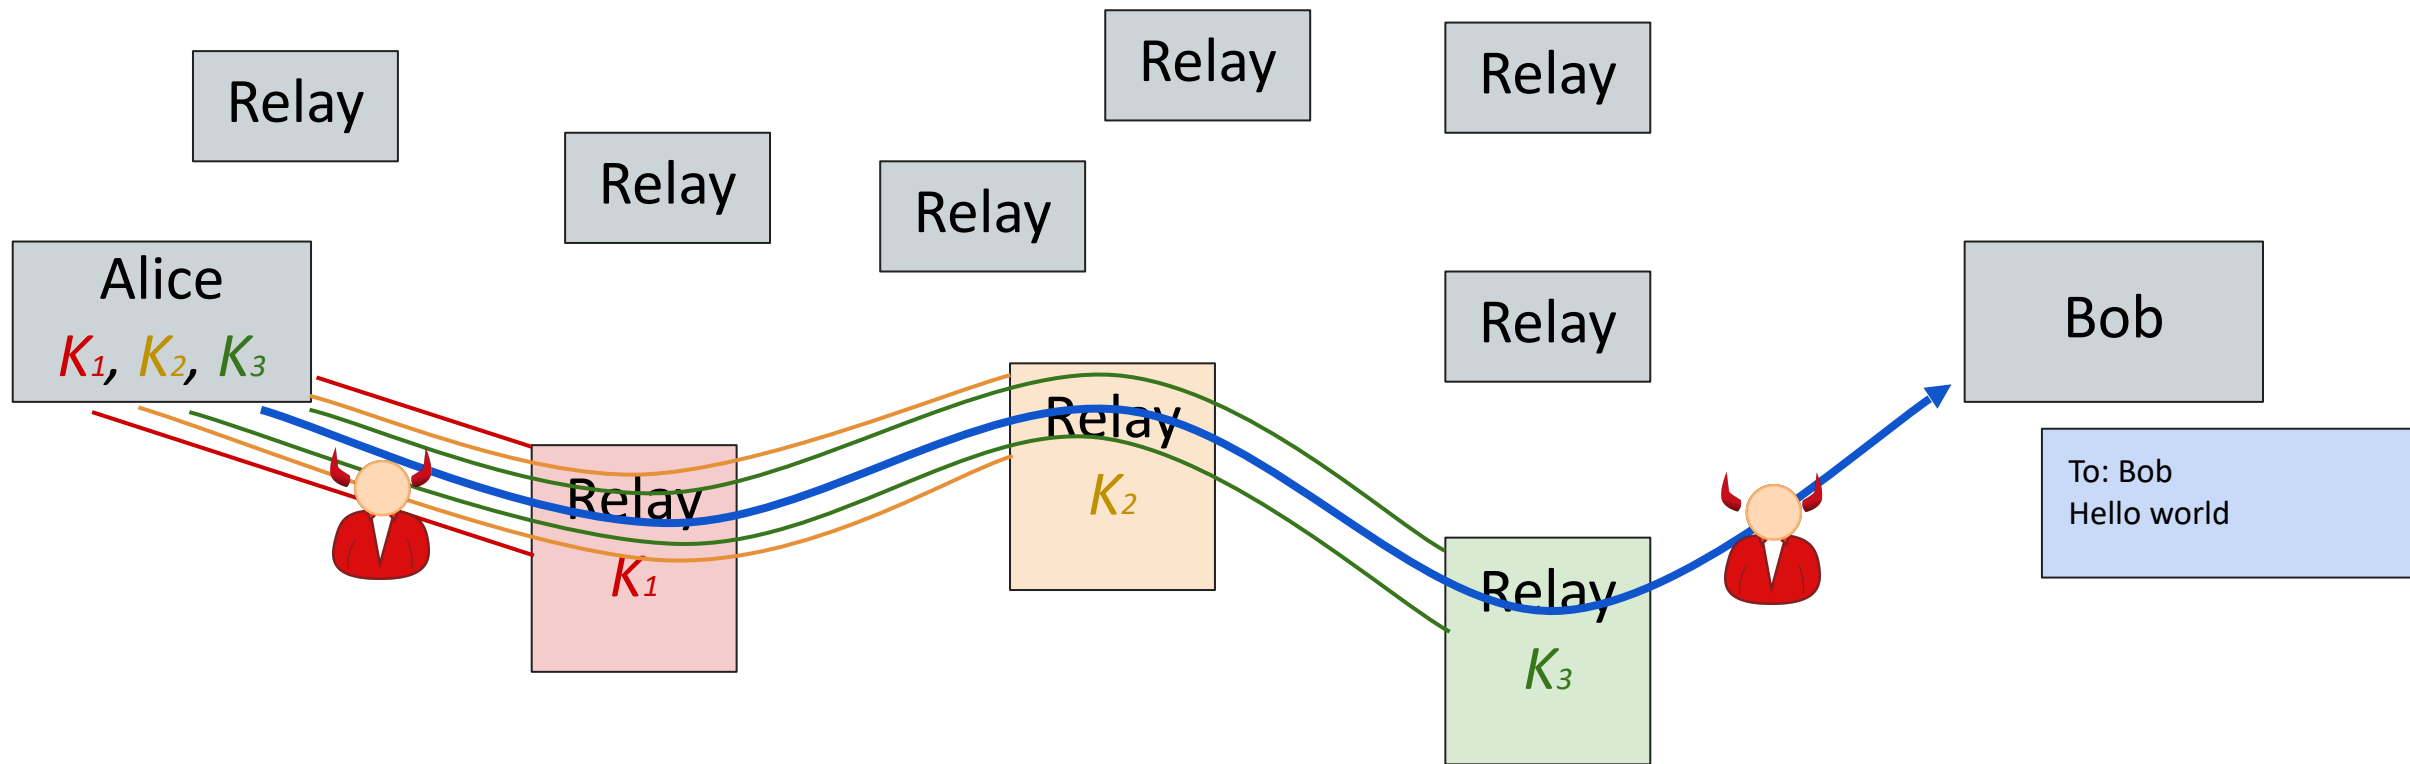 Relay
Relay
Relay
Relay
Relay
Alice
K1, K2, K3
Relay
Bob
Relay
K1
Relay
K2
Relay
K3
To: Bob
Hello world